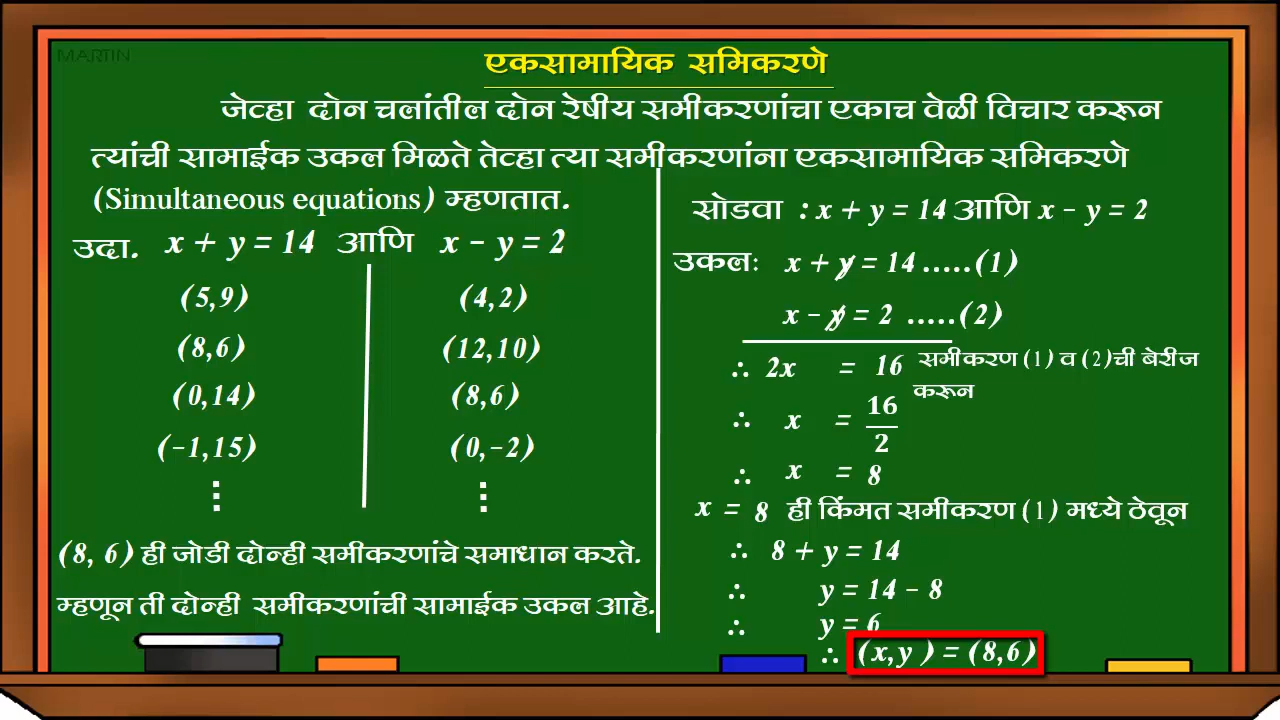 MARTIN
एकसामायिक समिकरणे
जेव्हा दोन चलांतील दोन रेषीय समीकरणांचा एकाच वेळी विचार करून
त्यांची सामाईक उकल मिळते तेव्हा त्या समीकरणांना एकसामायिक समिकरणे
(Simultaneous equations) म्हणतात.
उदा. x + y = 14 आणि x − y = 2
(5,9) (4,2)
(8,6) (12,10)
(0,14) (8,6)
(−1,15) (0,−2)
⋮ ⋮
(8, 6) ही जोडी दोन्ही समीकरणांचे समाधान करते.
म्हणून ती दोन्ही समीकरणांची सामाईक उकल आहे.
सोडवा : x + y = 14 आणि x − y = 2
उकलः x + y = 14 .....(1)
x − y = 2 .....(2)
∴ 2x = 16 समीकरण (1) व (2)ची बेरीज
करून
∴ x = 16/2
∴ x = 8
x = 8 ही किंमत समीकरण (1) मध्ये ठेवून
∴ 8 + y = 14
∴ y = 14 − 8
∴ y = 6
∴ (x,y ) = (8,6)